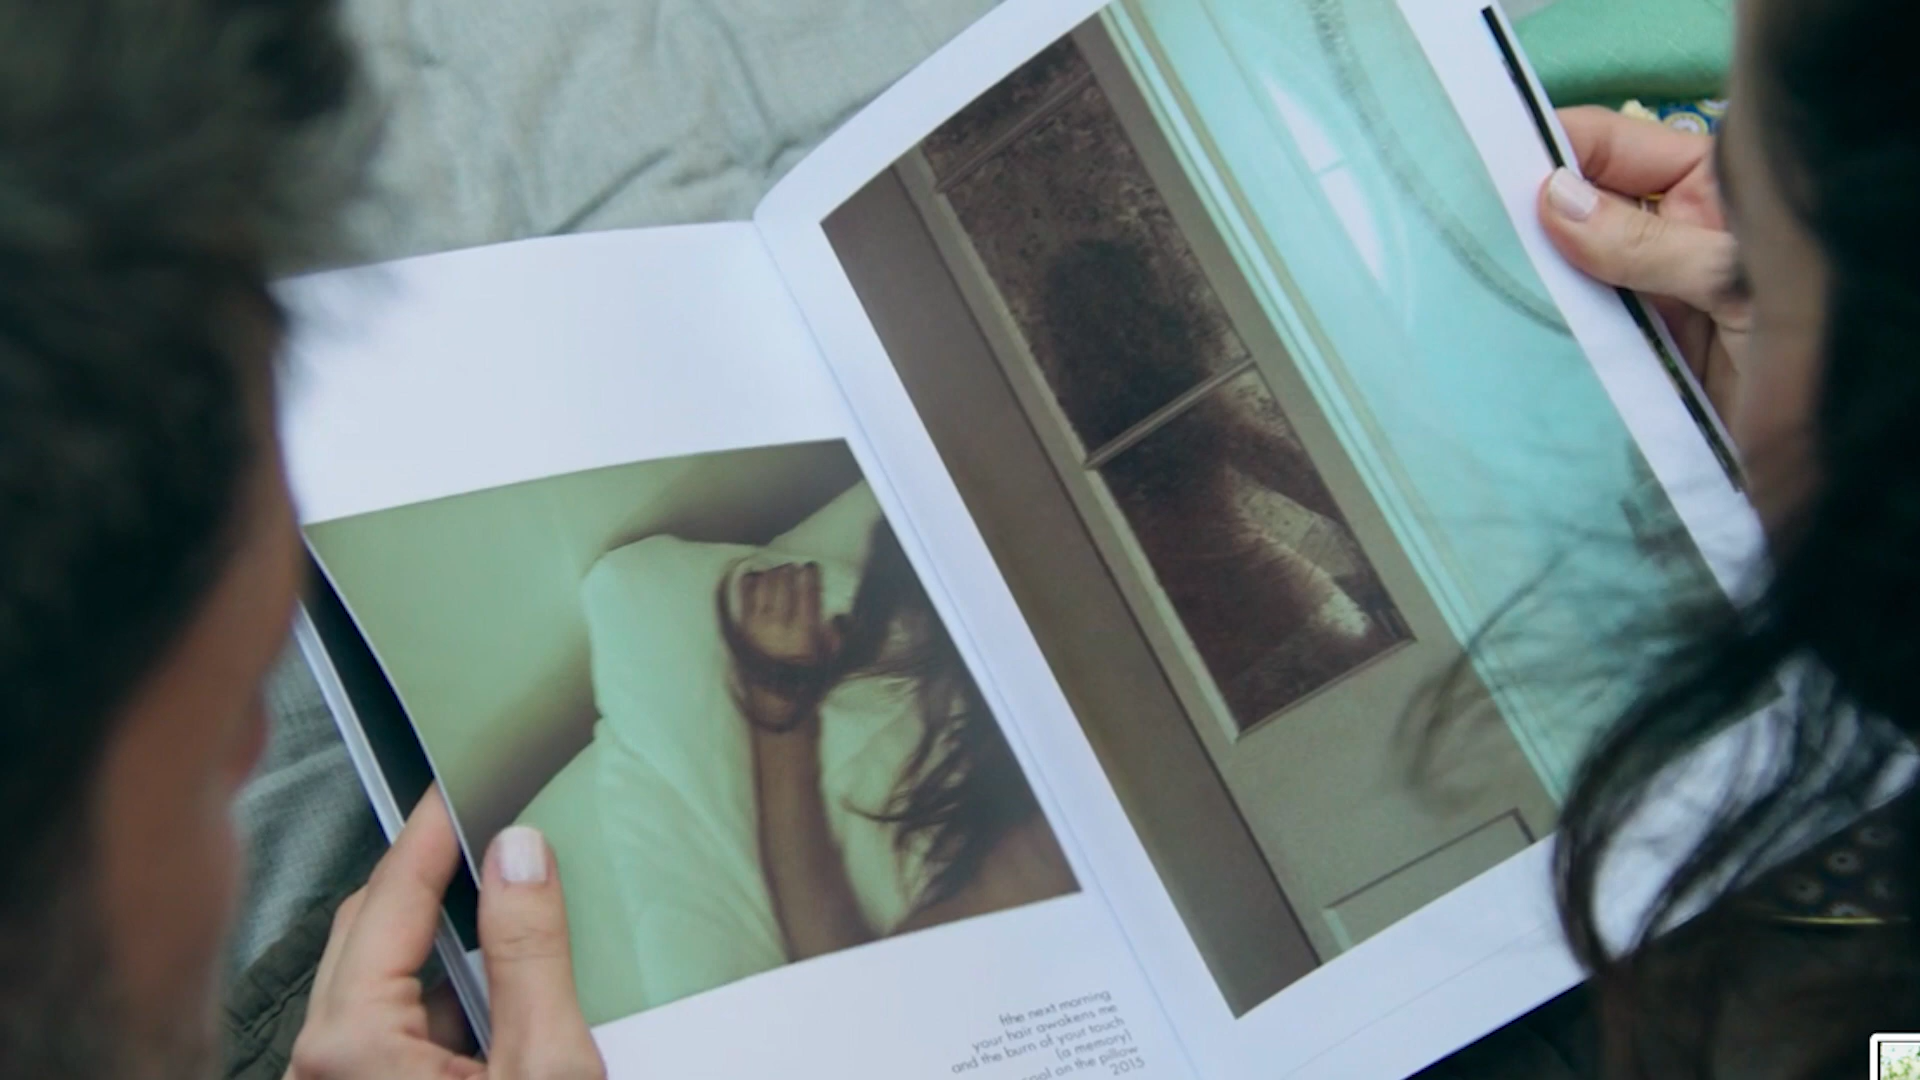 (the next morning
your hair awakens me
and the burn of your touch
(a memory)
on the pillow
2015